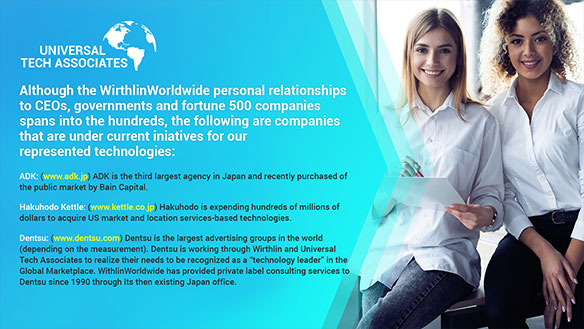 UNIVERSAL
TECH ASSOCIATES
Although the WirthlinWorldwide personal relationships
to CEOs, governments and fortune 500 companies
spans into the hundreds, the following are companies
that are under current iniatives for our
represented technologies:
ADK: (www.adk.jp) ADK is the third largest agency in Japan and recently purchased of
the public market by Bain Capital.
Hakuhodo Kettle: (www.kettle.co.jp) Hakuhodo is expending hundreds of millions of
dollars to acquire US market and location services-based technologies.
Dentsu: (www.dentsu.com) Dentsu is the largest advertising groups in the world
(depending on the measurement). Dentsu is working through Wirthlin and Universal
Tech Associates to realize their needs to be recognized as a "technology leader" in the
Global Marketplace. WithlinWorldwide has provided private label consulting services to
Dentsu since 1990 through its then existing Japan office.